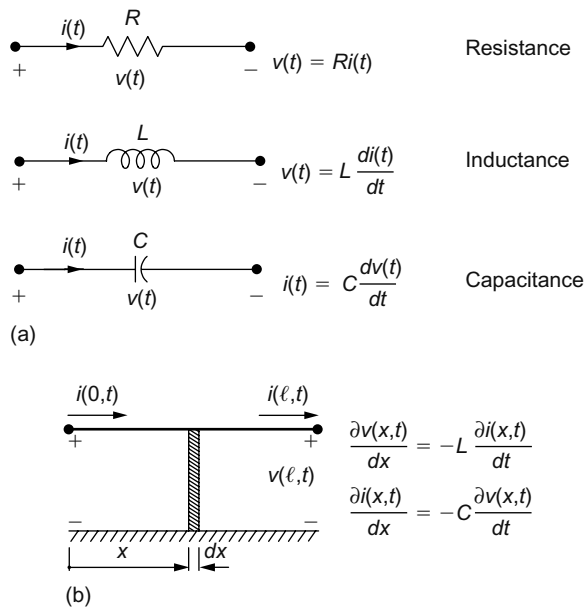 i(t) R
+ v(t) − v(t) = Ri(t) Resistance
i(t) L
+ v(t) − v(t) = L di(t)/dt Inductance
i(t) C
+ v(t) − i(t) = C dv(t)/dt Capacitance
(a)
i(0,t) i(ℓ,t)
+ + ∂v(x,t)/dx = −L ∂i(x,t)/dt
v(ℓ,t)
− − ∂i(x,t)/dx = −C ∂v(x,t)/dt
x dx
(b)